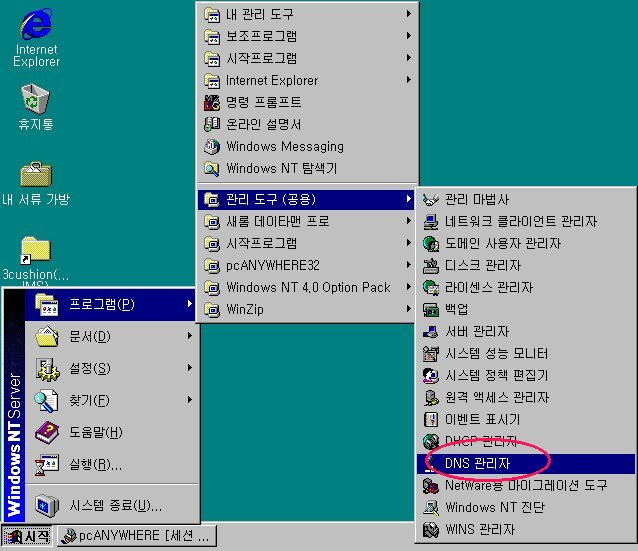 Internet
Explorer
휴지통
내 서류 가방
3cushion(...
내 관리 도구
보조프로그램
시작프로그램
Internet Explorer
명령 프롬프트
온라인 설명서
Windows Messaging
Windows NT 탐색기
관리 도구 (공용)
새롬 데이타맨 프로
시작프로그램
pcANYWHERE32
Windows NT 4,0 Option Pack
WinZip
관리 마법사
네트워크 클라이언트 관리자
도메인 사용자 관리자
디스크 관리자
라이센스 관리자
백업
서버 관리자
시스템 성능 모니터
시스템 정책 편집기
원격 액세스 관리자
이벤트 표시기
DHCP 관리자
DNS 관리자
NetWare용 마이그레이션 도구
Windows NT 진단
WINS 관리자
Windows NT Server
프로그램(P)
문서(D)
설정(S)
찾기(F)
도움말(H)
실행(R)...
시스템 종료(U)...
시작
pcANYWHERE [세션 ...